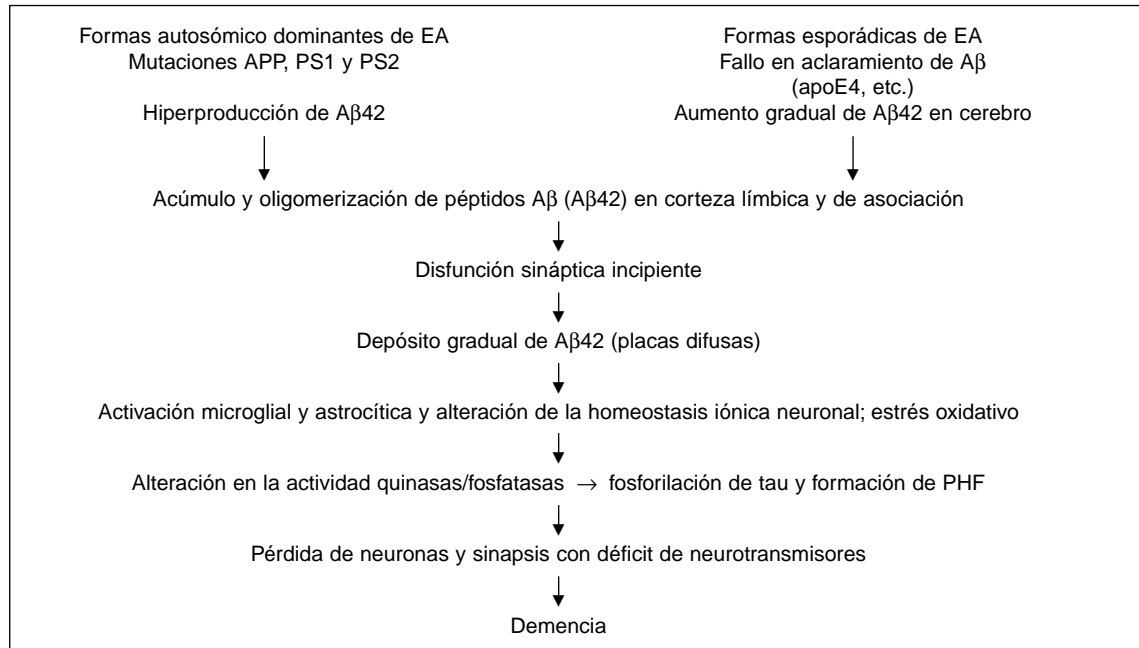 Formas autosómico dominantes de EA
Mutaciones APP, PS1 y PS2
Hiperproducción de Aβ42
Formas esporádicas de EA
Fallo en aclaramiento de Aβ
(apoE4, etc.)
Aumento gradual de Aβ42 en cerebro
Acúmulo y oligomerización de péptidos Aβ (Aβ42) en corteza límbica y de asociación
Disfunción sináptica incipiente
Depósito gradual de Aβ42 (placas difusas)
Activación microglial y astrocítica y alteración de la homeostasis iónica neuronal; estrés oxidativo
Alteración en la actividad quinasas/fosfatasas → fosforilación de tau y formación de PHF
Pérdida de neuronas y sinapsis con déficit de neurotransmisores
Demencia